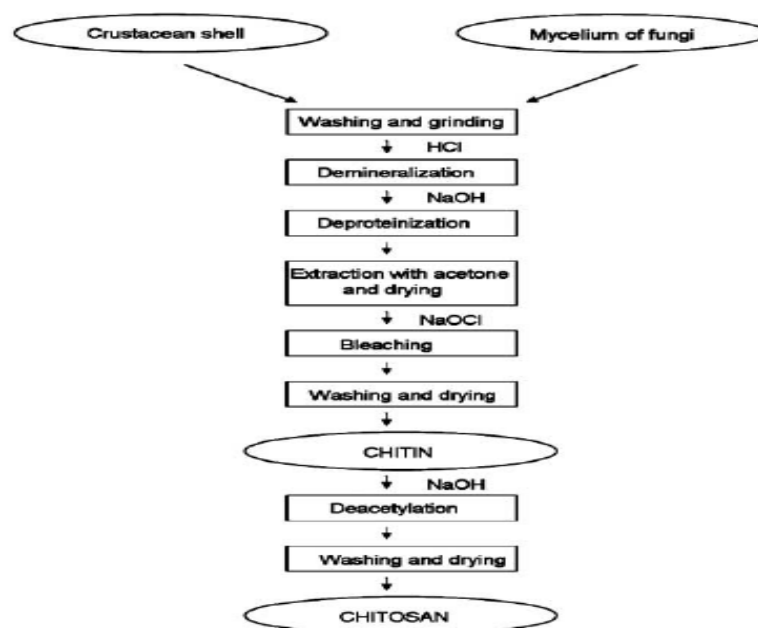 Crustacean shell
Mycelium of fungi
Washing and grinding
HCl
Demineralization
NaOH
Deproteinization
Extraction with acetone
and drying
NaOCl
Bleaching
Washing and drying
CHITIN
NaOH
Deacetylation
Washing and drying
CHITOSAN